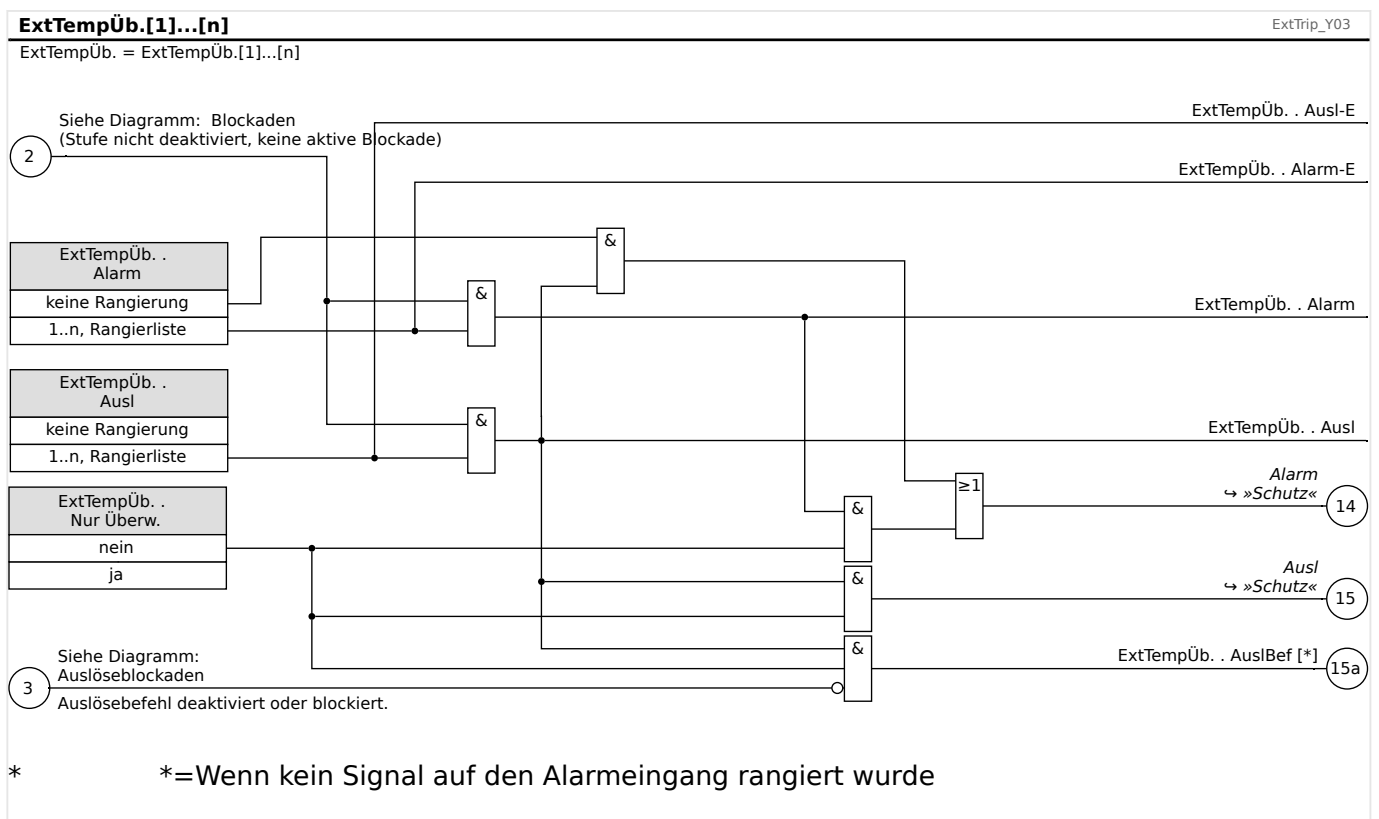 ExtTempÜb.[1]...[n]
ExtTrip_Y03
ExtTempÜb. = ExtTempÜb.[1]...[n]
Siehe Diagramm: Blockaden
(Stufe nicht deaktiviert, keine aktive Blockade)
2
ExtTempÜb. . Ausl-E
ExtTempÜb. . Alarm-E
&
ExtTempÜb. .
Alarm
keine Rangierung
1..n, Rangierliste
&
ExtTempÜb. . Alarm
ExtTempÜb. .
Ausl
keine Rangierung
1..n, Rangierliste
&
ExtTempÜb. . Ausl
ExtTempÜb. .
Nur Überw.
nein
ja
≥1
Alarm
↪ »Schutz«
14
&
&
Ausl
↪ »Schutz«
15
&
ExtTempÜb. . AuslBef [*]
15a
Siehe Diagramm:
Auslöseblockaden
3
Auslösebefehl deaktiviert oder blockiert.
* *=Wenn kein Signal auf den Alarmeingang rangiert wurde